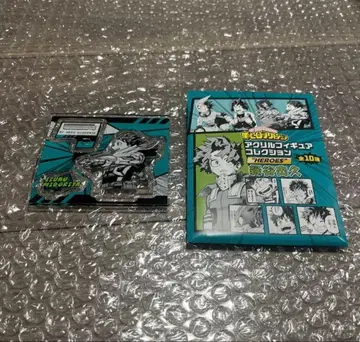 IZUKU
MIDORIYA
僕のヒーローアカデミア
アクリルフィギュア
コレクション
"HEROES"
全10種
緑谷出久